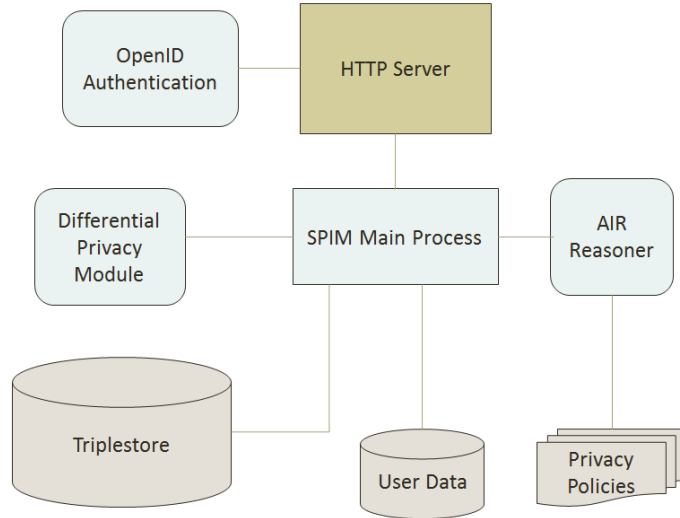 OpenID
Authentication
HTTP Server
Differential
Privacy
Module
SPIM Main Process
AIR
Reasoner
Triplestore
User Data
Privacy
Policies